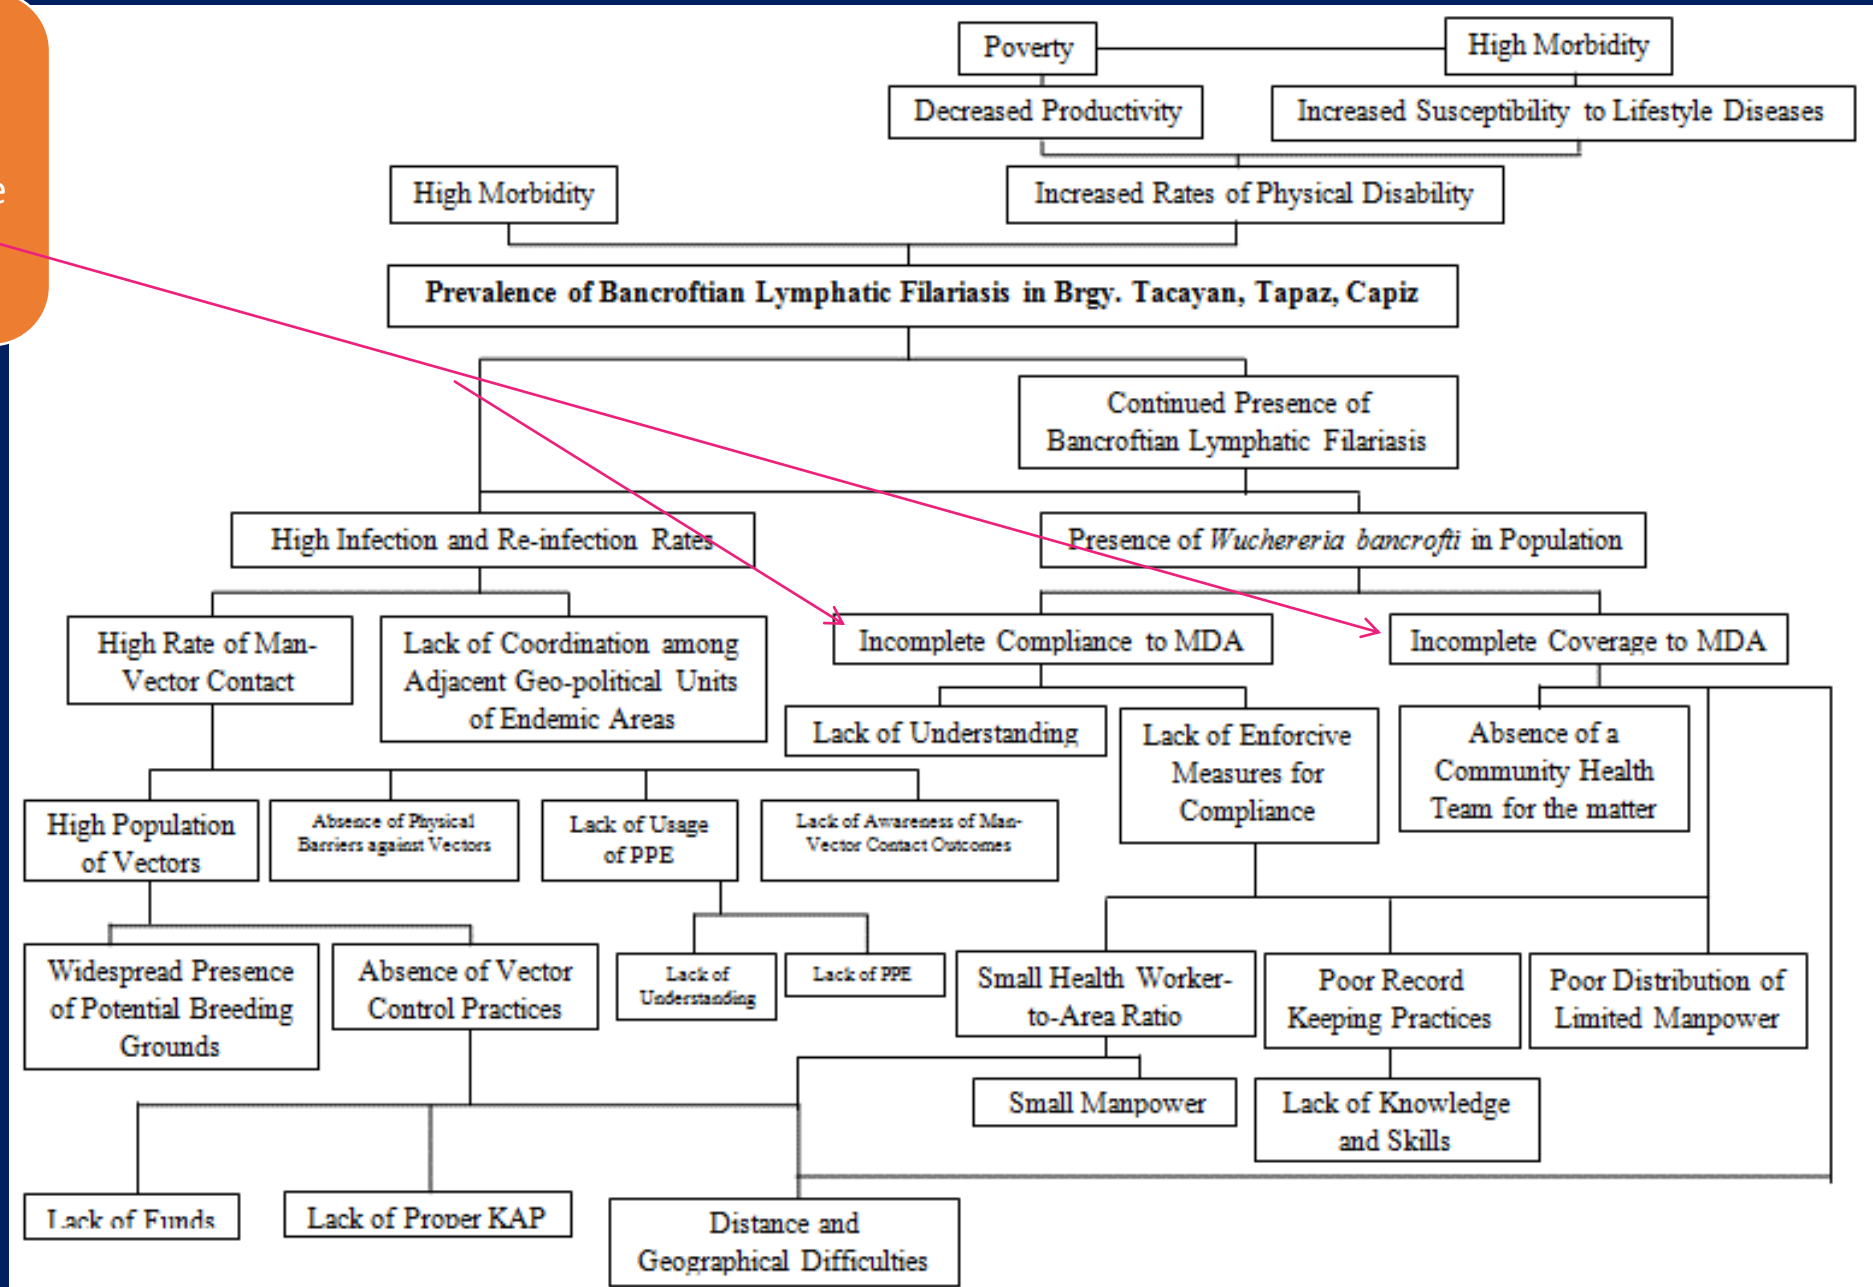 e
Poverty
High Morbidity
Decreased Productivity
Increased Susceptibility to Lifestyle Diseases
High Morbidity
Increased Rates of Physical Disability
Prevalence of Bancroftian Lymphatic Filariasis in Brgy. Tacayan, Tapaz, Capiz
Continued Presence of
Bancroftian Lymphatic Filariasis
High Infection and Re-infection Rates
Presence of Wuchereria bancrofti in Population
High Rate of Man-
Vector Contact
Lack of Coordination among
Adjacent Geo-political Units
of Endemic Areas
Incomplete Compliance to MDA
Incomplete Coverage to MDA
Lack of Understanding
Lack of Enforcive
Measures for
Compliance
Absence of a
Community Health
Team for the matter
High Population
of Vectors
Absence of Physical
Barriers against Vectors
Lack of Usage
of PPE
Lack of Awareness of Man-
Vector Contact Outcomes
Widespread Presence
of Potential Breeding
Grounds
Absence of Vector
Control Practices
Lack of
Understanding
Lack of PPE
Small Health Worker-
to-Area Ratio
Poor Record
Keeping Practices
Poor Distribution of
Limited Manpower
Small Manpower
Lack of Knowledge
and Skills
Lack of Funds
Lack of Proper KAP
Distance and
Geographical Difficulties